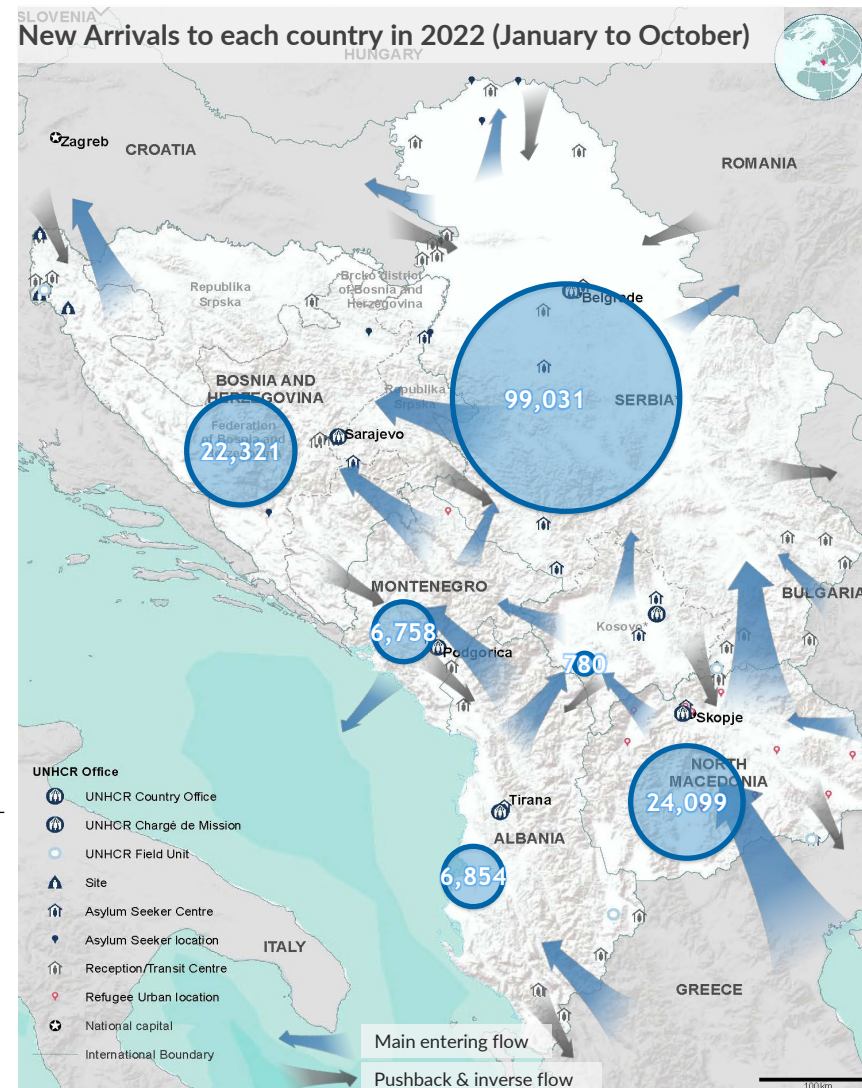 SLOVENIA
New Arrivals to each country in 2022 (January to October)
HUNGARY
Zagreb
CROATIA
ROMANIA
Republika
Srpska
Brcko district
of Bosnia and
Herzegovina
Belgrade
BOSNIA AND
HERZEGOVINA
Republika
Srpska
99,031
SERBIA*
Federation
of Bosnia and
22,321
Sarajevo
MONTENEGRO
BULGARIA
6,758
Kosovo*
Podgorica
780
Skopje
NORTH
MACEDONIA
24,099
UNHCR Office
UNHCR Country Office
UNHCR Chargé de Mission
UNHCR Field Unit
Site
Asylum Seeker Centre
Asylum Seeker location
Reception/Transit Centre
Refugee Urban location
National capital
International Boundary
Tirana
ALBANIA
6,854
ITALY
GREECE
Main entering flow
Pushback & inverse flow
100 km